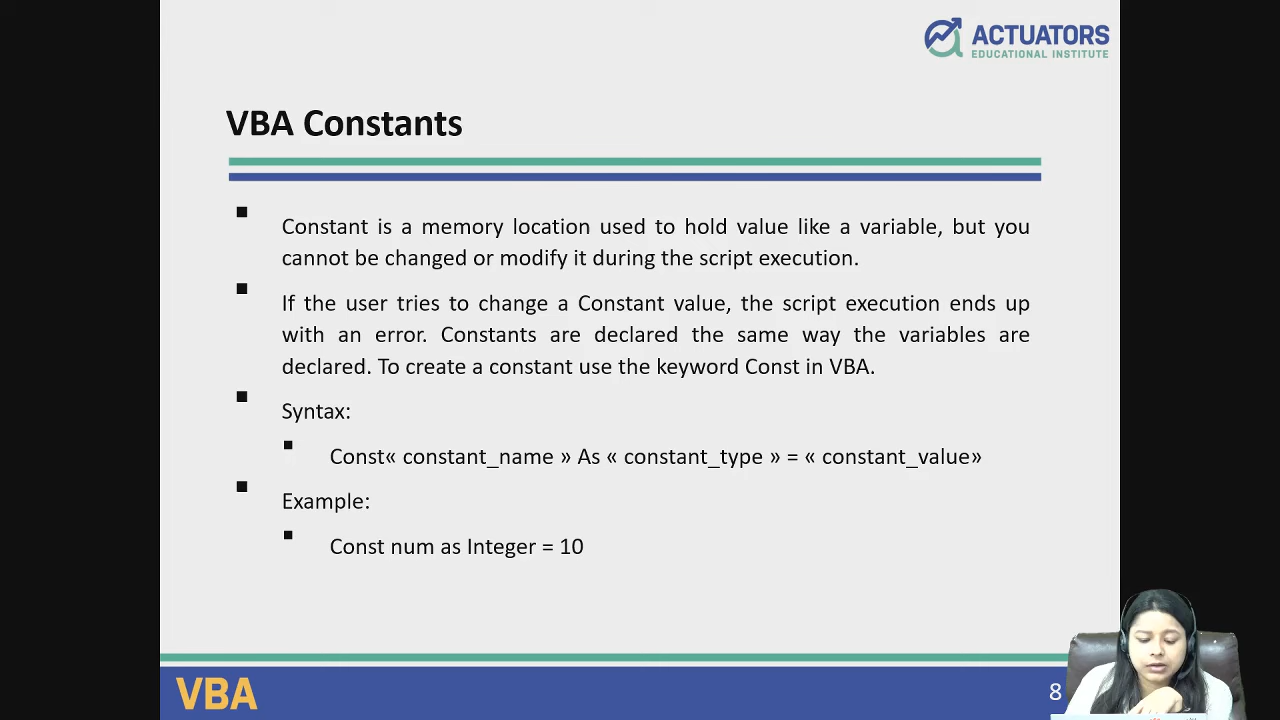 ACTUATORS
EDUCATIONAL INSTITUTE
VBA Constants
Constant is a memory location used to hold value like a variable, but you
cannot be changed or modify it during the script execution.
If the user tries to change a Constant value, the script execution ends up
with an error. Constants are declared the same way the variables are
declared. To create a constant use the keyword Const in VBA.
Syntax:
Const« constant_name » As « constant_type » = « constant_value»
Example:
Const num as Integer = 10
VBA
8